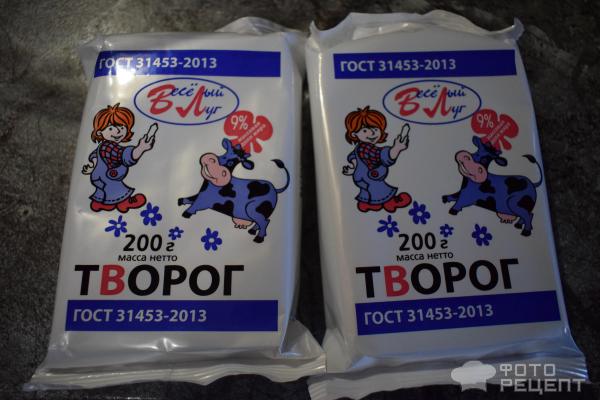 ГОСТ 31453-2013
Весёлый
Луг
9%
200 г
масса нетто
ТВОРОГ
ГОСТ 31453-2013
ГОСТ 31453-2013
Весёлый
Луг
9%
200 г
масса нетто
ТВОРОГ
ГОСТ 31453-2013
ФОТО
РЕЦЕПТ